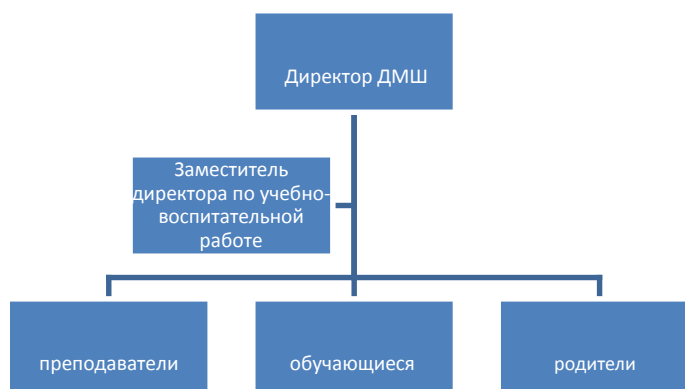 Директор ДМШ
Заместитель
директора по учебно-
воспитательной
работе
преподаватели
обучающиеся
родители